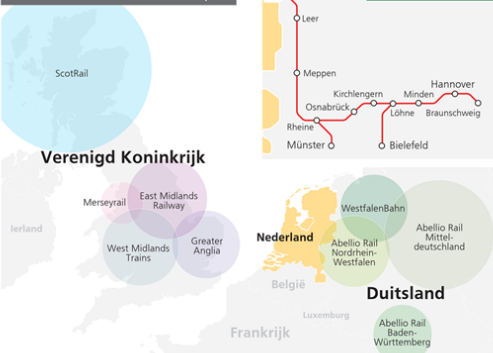 ScotRail
Verenigd Koninkrijk
Merseyrail
East Midlands
Railway
West Midlands
Trains
Greater
Anglia
Ierland
Leer
Meppen
Hannover
Kirchlengern
Minden
Osnabrück
Löhne
Braunschweig
Rheine
Münster
Bielefeld
Nederland
WestfalenBahn
Abellio Rail
Nordrhein-
Westfalen
Abellio Rail
Mittel-
deutschland
België
Duitsland
Luxemburg
Frankrijk
Abellio Rail
Baden-
Württemberg